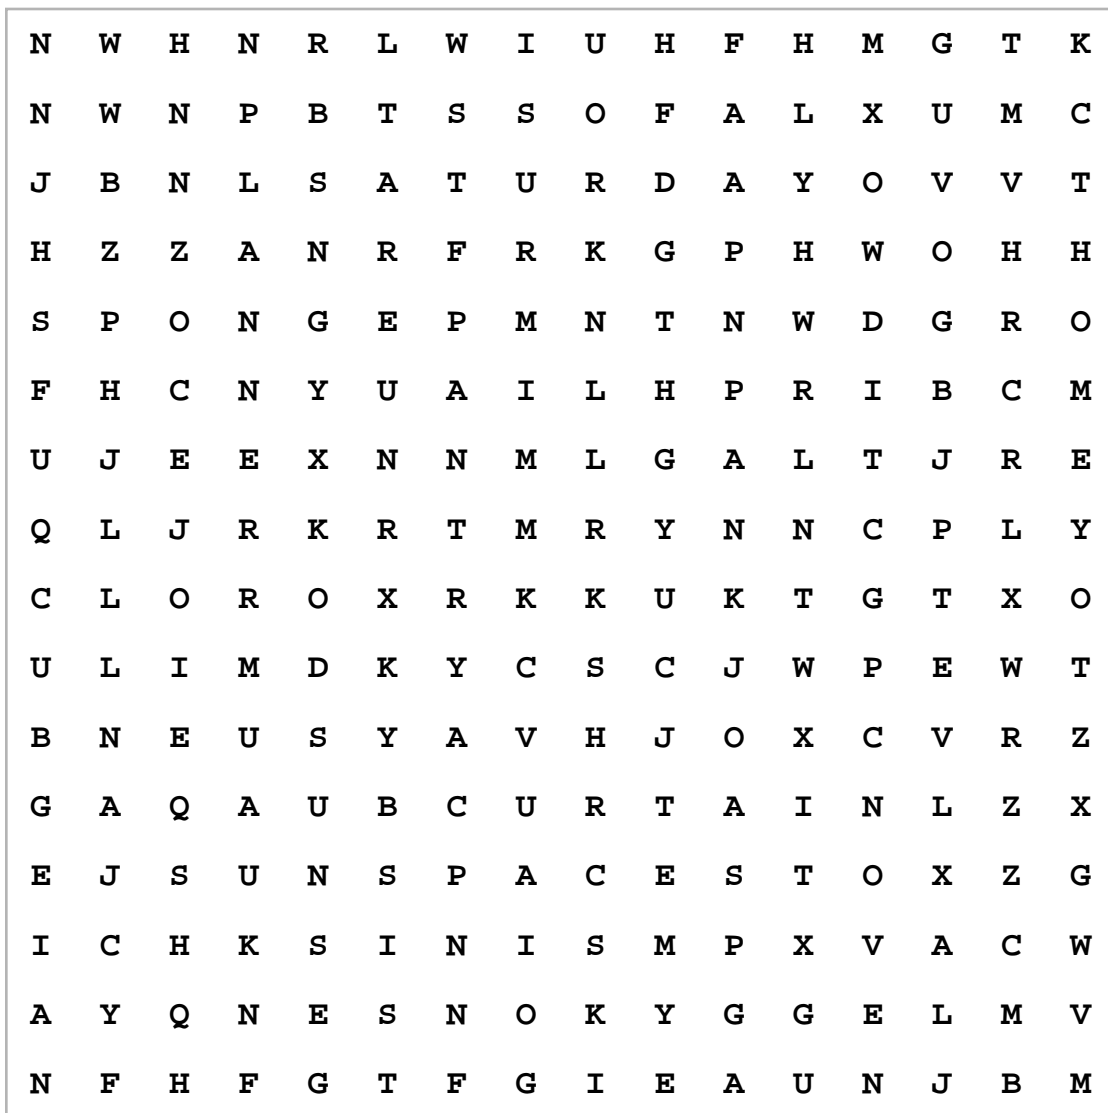 N W H N R L W I U H F H M G T K
N W N P B T S S O F A L X U M C
J B N L S A T U R D A Y O V V T
H Z Z A N R F R K G P H W O H H
S P O N G E P M N T N W D G R O
F H C N Y U A I L H P R I B C M
U J E E X N N M L G A L T J R E
Q L J R K R T M R Y N N C P L Y
C L O R O X R K K U K T G T X O
U L I M D K Y C S C J W P E W T
B N E U S Y A V H J O X C V R Z
G A Q A U B C U R T A I N L Z X
E J S U N S P A C E S T O X Z G
I C H K S I N I S M P X V A C W
A Y Q N E S N O K Y G G E L M V
N F H F G T F G I E A U N J B M